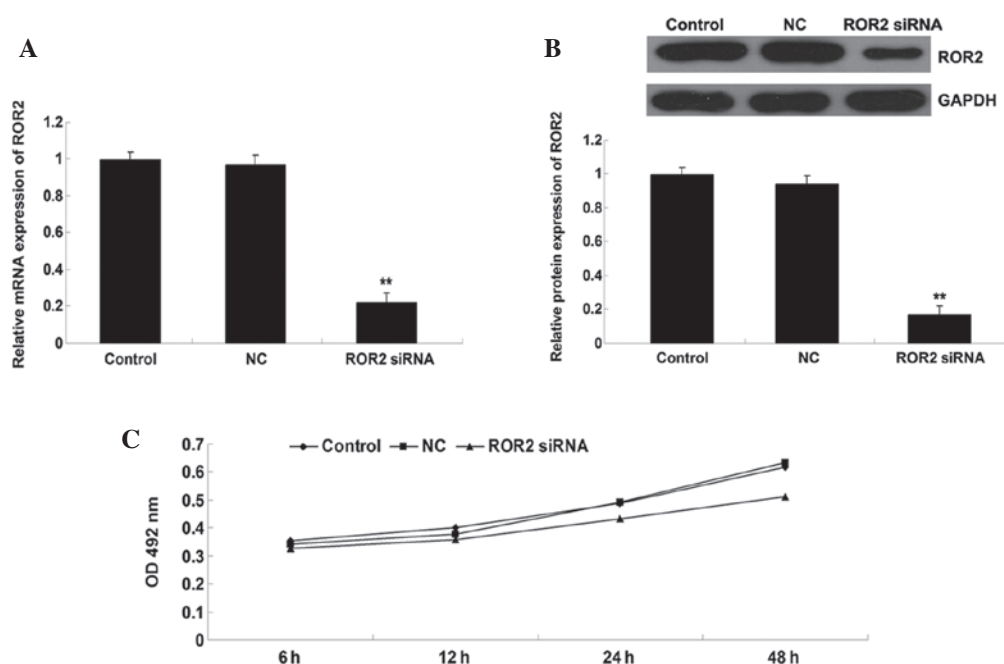 A
Relative mRNA expression of ROR2
1.2
1
0.8
0.6
0.4
0.2
0
**
Control NC ROR2 siRNA
B
Control NC ROR2 siRNA
ROR2
GAPDH
Relative protein expression of ROR2
1.2
1
0.8
0.6
0.4
0.2
0
**
Control NC ROR2 siRNA
C
Control NC ROR2 siRNA
OD 492 nm
0.7
0.6
0.5
0.4
0.3
0.2
0.1
0
6 h 12 h 24 h 48 h